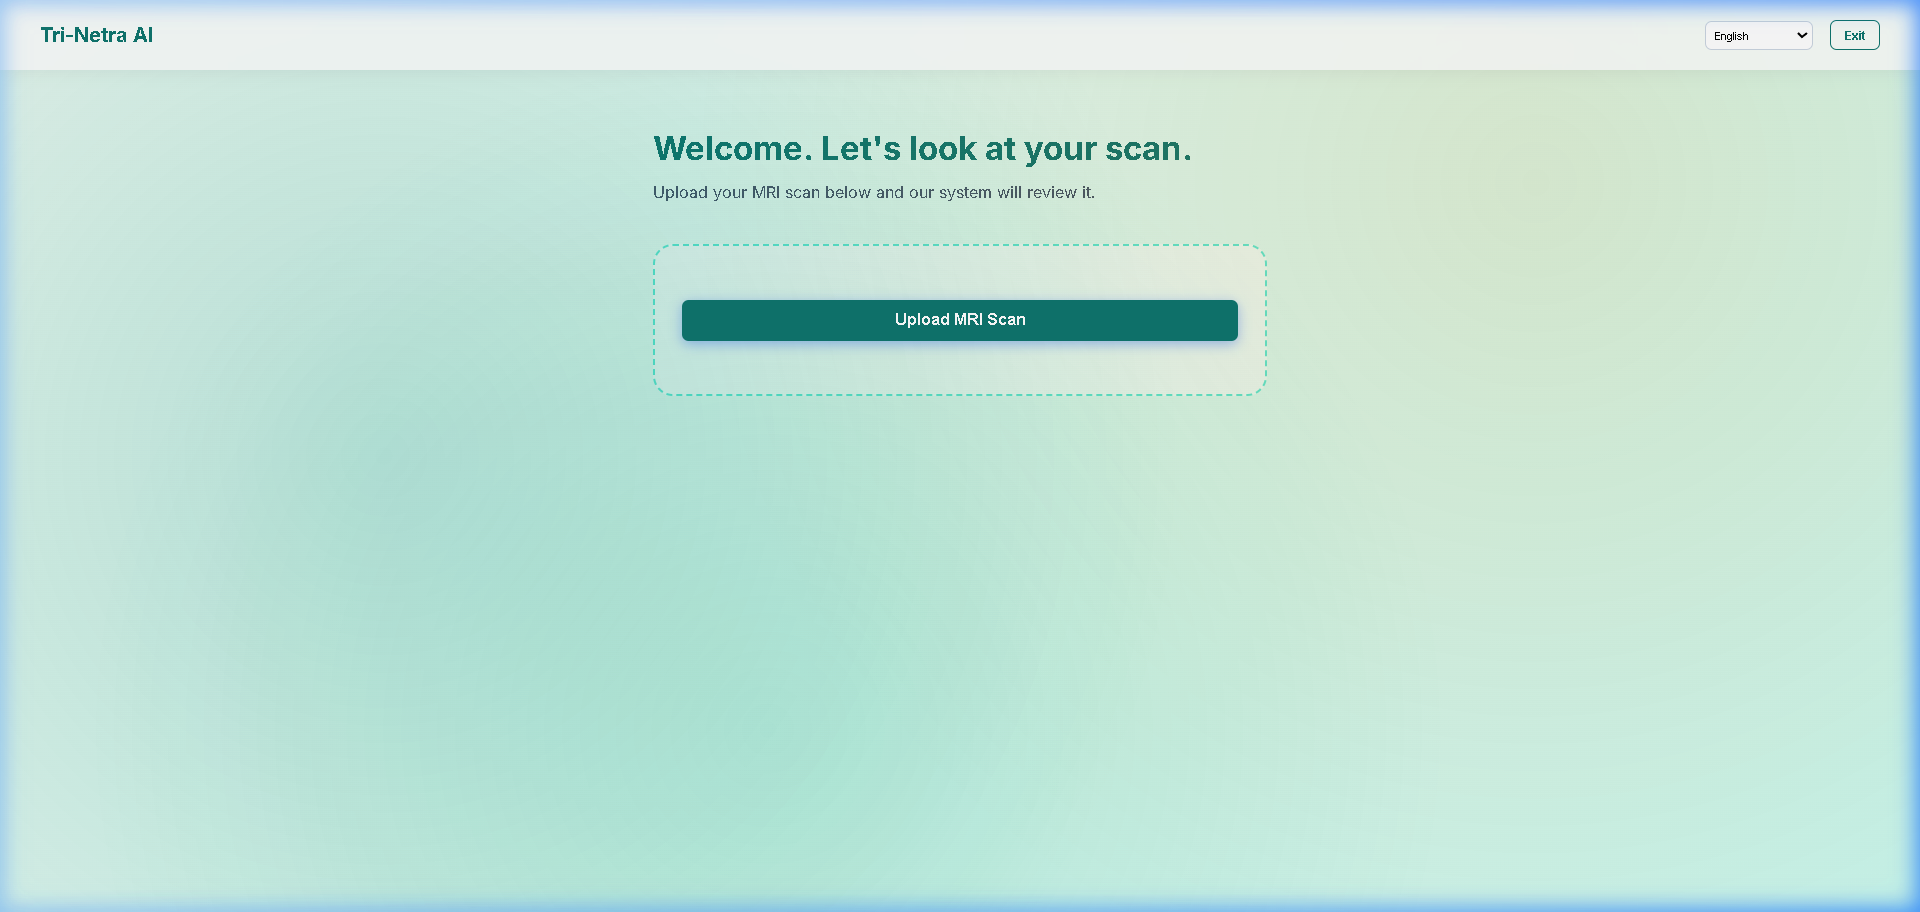 Tri-Netra AI
English
Exit
Welcome. Let's look at your scan.
Upload your MRI scan below and our system will review it.
Upload MRI Scan